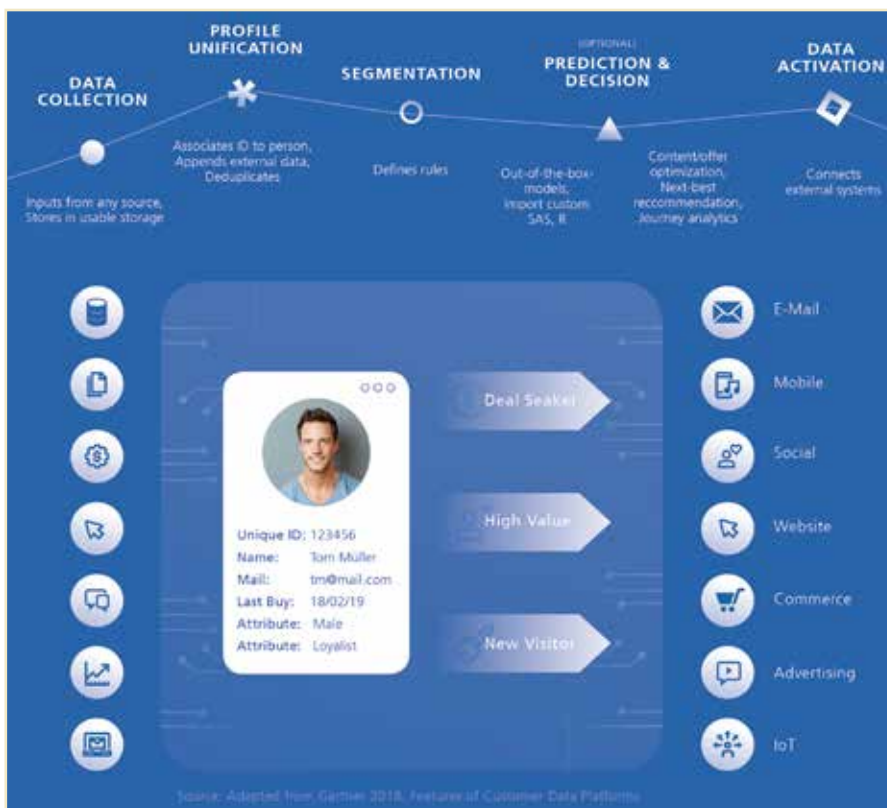 DATA
COLLECTION
Inputs from any source,
Stores in usable storage
PROFILE
UNIFICATION
Associates ID to person,
Appends external data,
Deduplicates
SEGMENTATION
Defines rules
(OPTIONAL)
PREDICTION &
DECISION
Out-of-the-box-
models,
Import custom
SAS, R
Content/offer
optimization,
Next-best
reccommendation,
Journey analytics
DATA
ACTIVATION
Connects
external systems
Unique ID: 123456
Name: Tom Müller
Mail: tm@mail.com
Last Buy: 18/02/19
Attribute: Male
Attribute: Loyalist
Deal Seaker
High Value
New Visitor
E-Mail
Mobile
Social
Website
Commerce
Advertising
IoT
Source: Adapted from Gartner 2018, Features of Customer Data Platforms